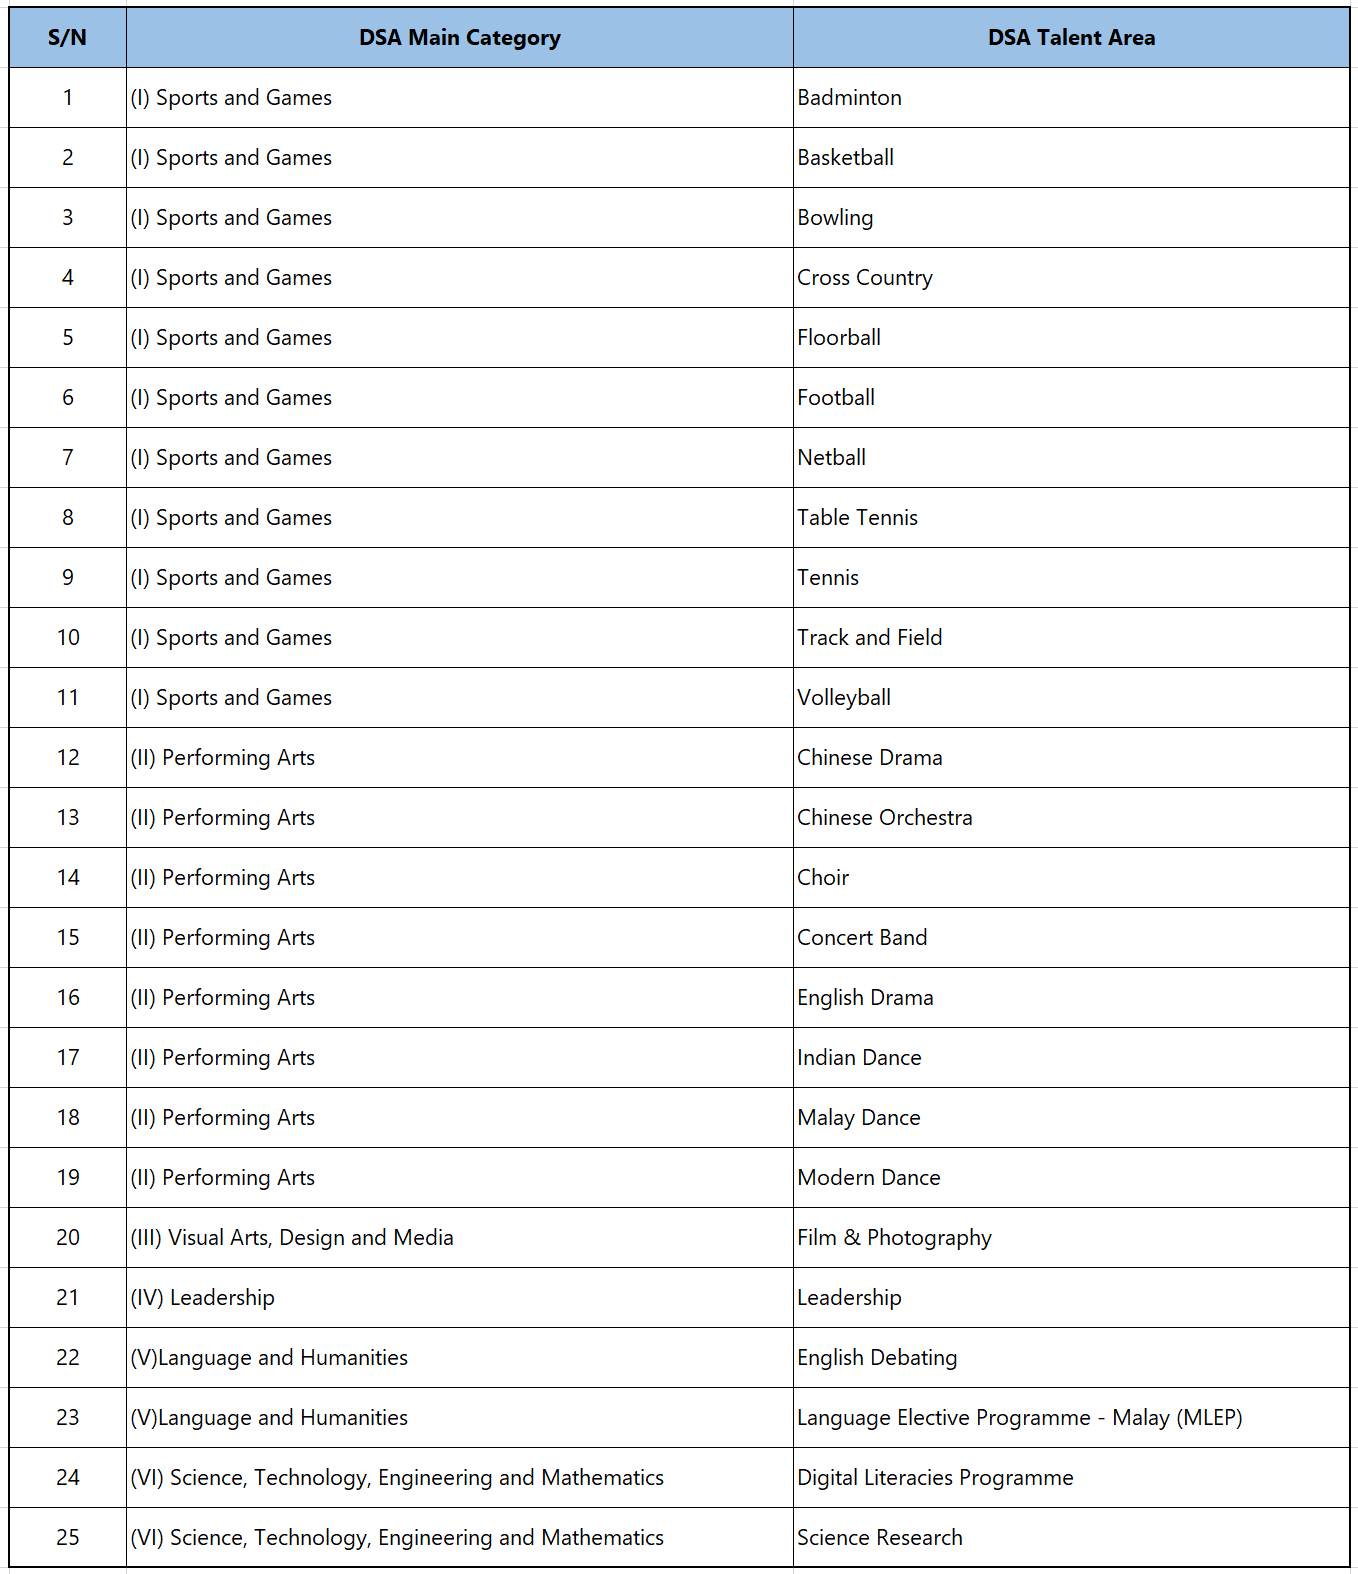 S/N DSA Main Category DSA Talent Area
1 (I) Sports and Games Badminton
2 (I) Sports and Games Basketball
3 (I) Sports and Games Bowling
4 (I) Sports and Games Cross Country
5 (I) Sports and Games Floorball
6 (I) Sports and Games Football
7 (I) Sports and Games Netball
8 (I) Sports and Games Table Tennis
9 (I) Sports and Games Tennis
10 (I) Sports and Games Track and Field
11 (I) Sports and Games Volleyball
12 (II) Performing Arts Chinese Drama
13 (II) Performing Arts Chinese Orchestra
14 (II) Performing Arts Choir
15 (II) Performing Arts Concert Band
16 (II) Performing Arts English Drama
17 (II) Performing Arts Indian Dance
18 (II) Performing Arts Malay Dance
19 (II) Performing Arts Modern Dance
20 (III) Visual Arts, Design and Media Film & Photography
21 (IV) Leadership Leadership
22 (V)Language and Humanities English Debating
23 (V)Language and Humanities Language Elective Programme - Malay (MLEP)
24 (VI) Science, Technology, Engineering and Mathematics Digital Literacies Programme
25 (VI) Science, Technology, Engineering and Mathematics Science Research